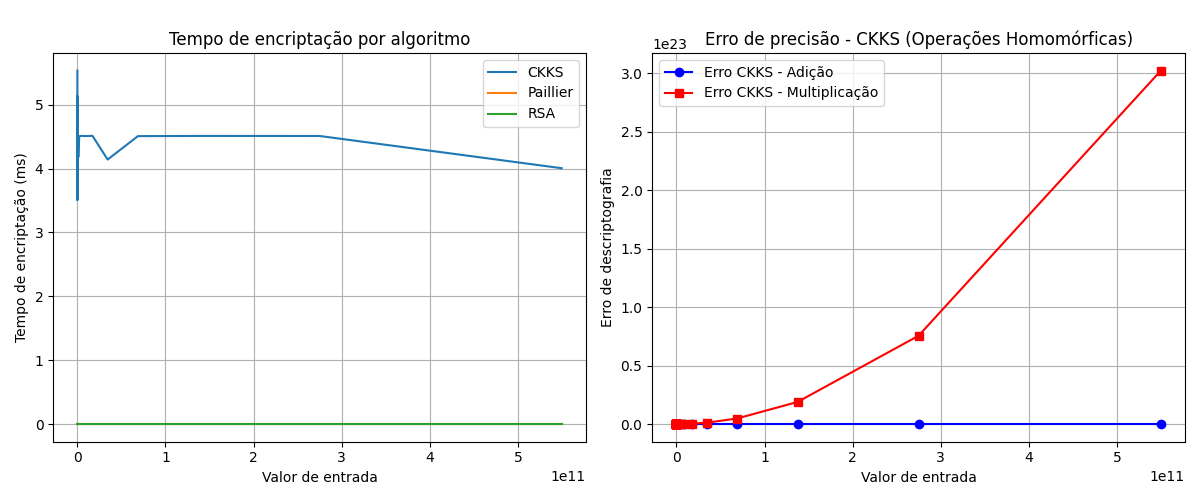 Tempo de encriptação por algoritmo
Tempo de encriptação (ms)
5
4
3
2
1
0
CKKS
Paillier
RSA
0 1 2 3 4 5
1e11
Valor de entrada
Erro de precisão - CKKS (Operações Homomórficas)
1e23
Erro de descriptografia
3.0
2.5
2.0
1.5
1.0
0.5
0.0
Erro CKKS - Adição
Erro CKKS - Multiplicação
0 1 2 3 4 5
1e11
Valor de entrada